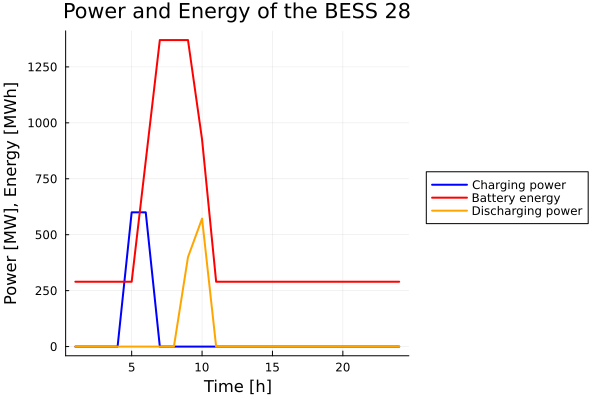 Power and Energy of the BESS 28
Power [MW], Energy [MWh]
1250
1000
750
500
250
0
5
10
15
20
Time [h]
Charging power
Battery energy
Discharging power